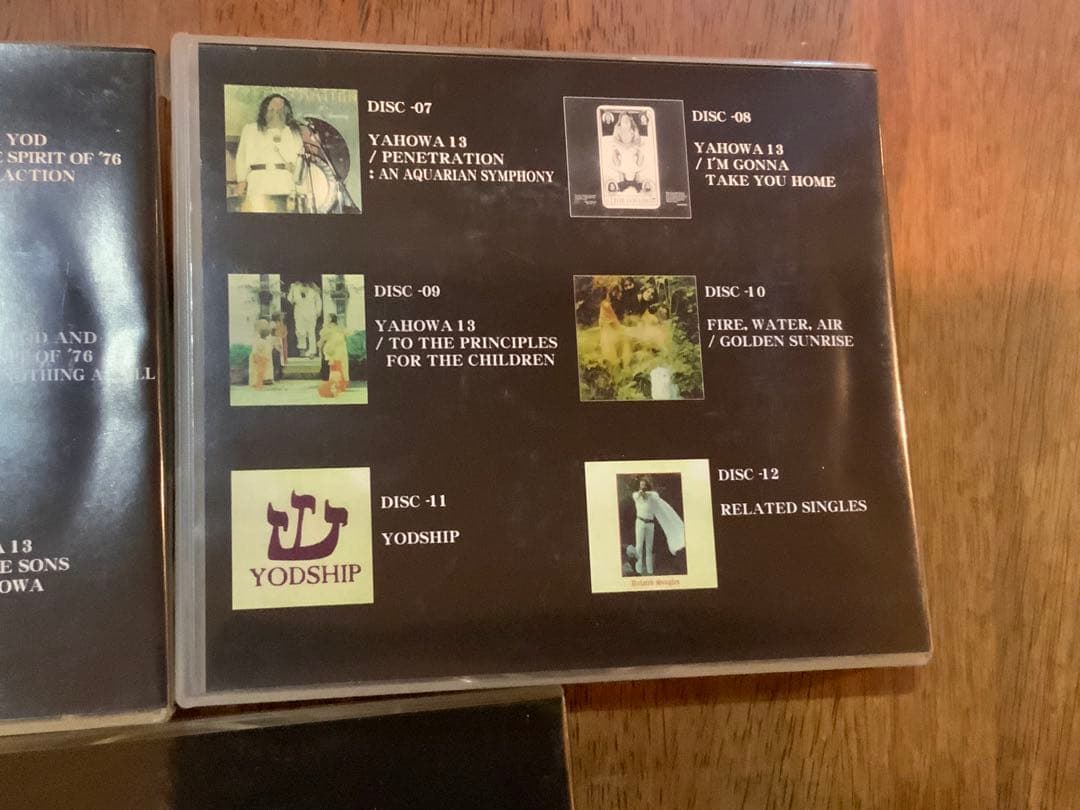 YOD
SPIRIT OF '76
ACTION
AND
OF '76
13
SONS
DISC -07
YAHOWA 13
/ PENETRATION
: AN AQUARIAN SYMPHONY
DISC -08
YAHOWA 13
/ I'M GONNA
TAKE YOU HOME
DISC -09
YAHOWA 13
/ TO THE PRINCIPLES
FOR THE CHILDREN
DISC -10
FIRE, WATER, AIR
/ GOLDEN SUNRISE
DISC -11
YODSHIP
YODSHIP
DISC -12
RELATED SINGLES
Related Singles